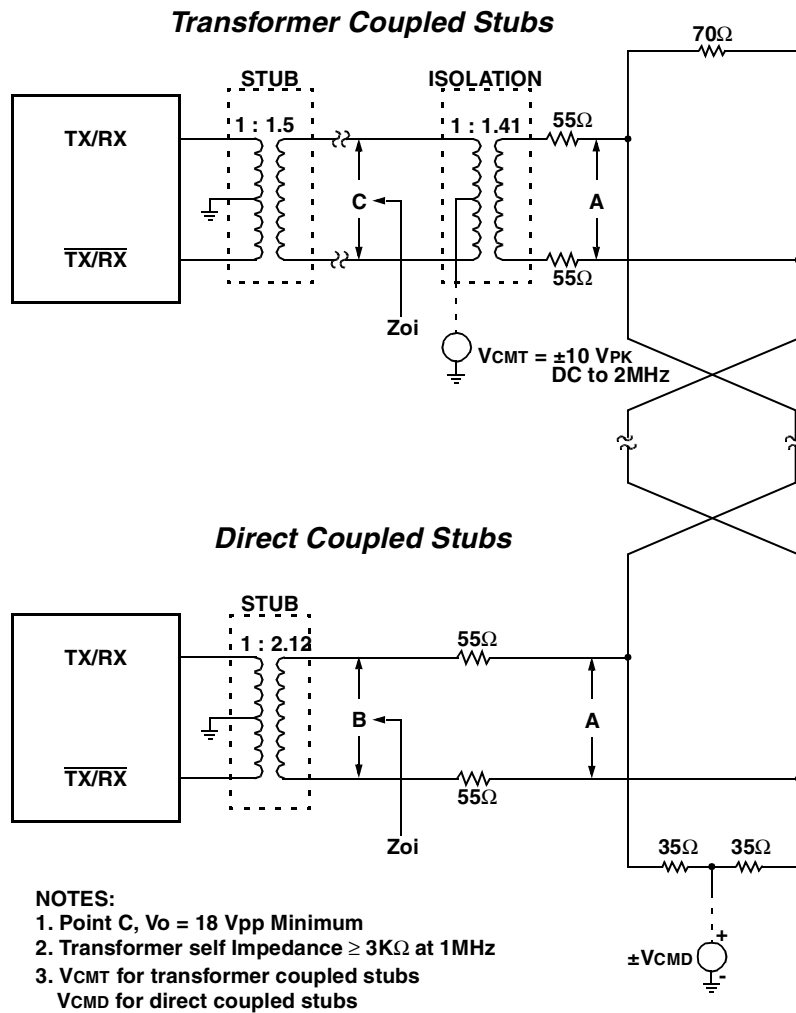 Transformer Coupled Stubs
70Ω
STUB
ISOLATION
TX/RX
1 : 1.5
1 : 1.41
55Ω
C
A
TX/RX
55Ω
Zoi
VCMT = ±10 VPK
DC to 2MHz
Direct Coupled Stubs
STUB
TX/RX
1 : 2.12
55Ω
B
A
TX/RX
55Ω
Zoi
35Ω
35Ω
NOTES:
1. Point C, Vo = 18 Vpp Minimum
2. Transformer self Impedance ≥ 3KΩ at 1MHz
3. VCMT for transformer coupled stubs
VCMD for direct coupled stubs
+
±VCMD
-